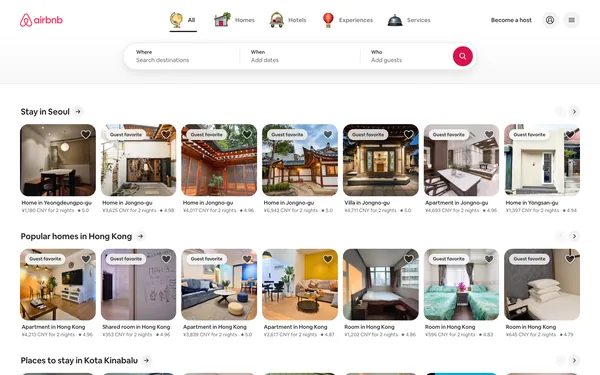 airbnb
All
Homes
Hotels
Experiences
Services
Become a host
Where
Search destinations
When
Add dates
Who
Add guests
Stay in Seoul
Guest favorite
Guest favorite
Guest favorite
Guest favorite
Guest favorite
Guest favorite
Home in Yeongdeungpo-gu
¥1,180 CNY for 2 nights ★ 5.0
Home in Jongno-gu
¥3,625 CNY for 2 nights ★ 4.98
Home in Jongno-gu
¥4,017 CNY for 2 nights ★ 4.96
Home in Jongno-gu
¥6,942 CNY for 2 nights ★ 5.0
Villa in Jongno-gu
¥4,711 CNY for 2 nights ★ 5.0
Apartment in Jongno-gu
¥4,693 CNY for 2 nights ★ 4.96
Home in Yongsan-gu
¥1,397 CNY for 2 nights ★ 4.94
Popular homes in Hong Kong
Guest favorite
Guest favorite
Guest favorite
Guest favorite
Apartment in Hong Kong
¥4,213 CNY for 2 nights ★ 4.96
Shared room in Hong Kong
¥353 CNY for 2 nights ★ 4.96
Apartment in Hong Kong
¥3,839 CNY for 2 nights ★ 5.0
Apartment in Hong Kong
¥3,617 CNY for 2 nights ★ 4.87
Room in Hong Kong
¥1,202 CNY for 2 nights ★ 4.86
Room in Hong Kong
¥596 CNY for 2 nights ★ 4.83
Room in Hong Kong
¥645 CNY for 2 nights ★ 4.79
Places to stay in Kota Kinabalu